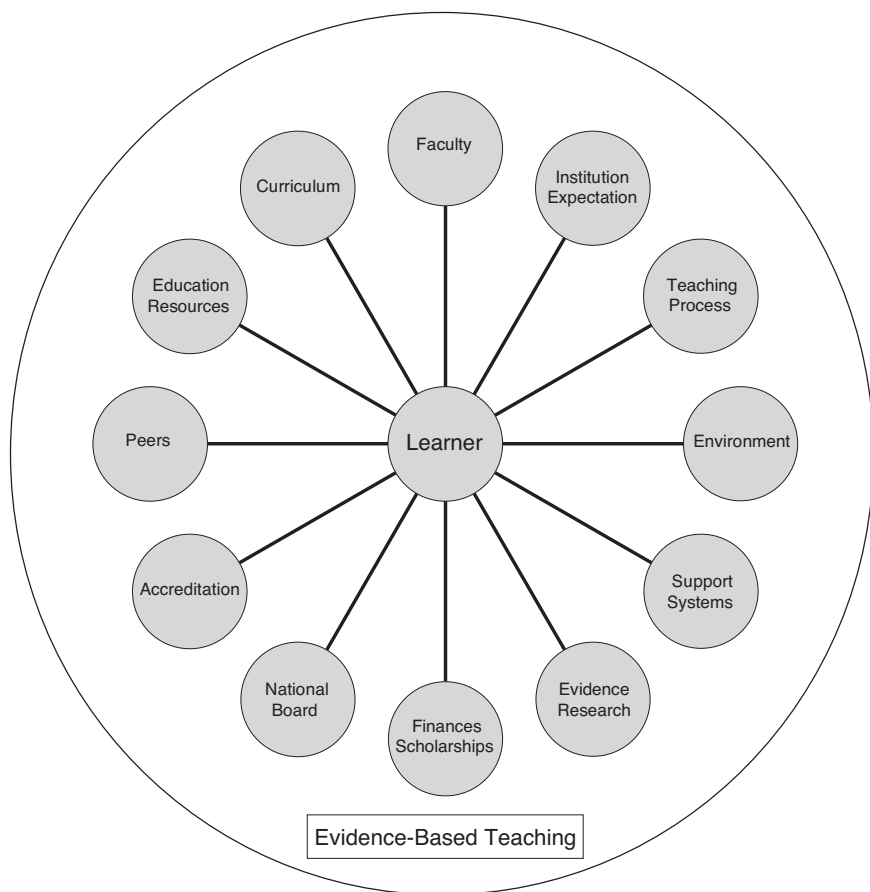 Faculty
Curriculum
Institution
Expectation
Education
Resources
Teaching
Process
Peers
Learner
Environment
Accreditation
Support
Systems
National
Board
Evidence
Research
Finances
Scholarships
Evidence-Based Teaching